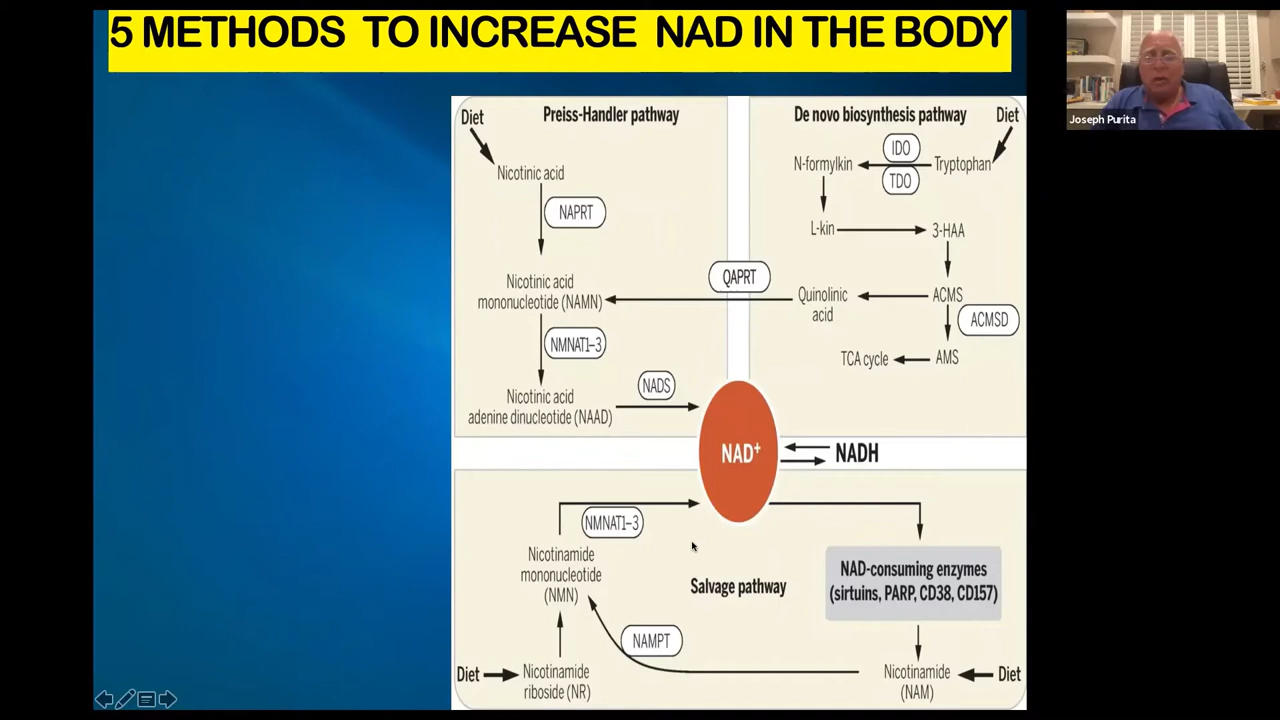 5 METHODS TO INCREASE NAD IN THE BODY
Joseph Purita
Diet
Preiss-Handler pathway
Nicotinic acid
NAPRT
Nicotinic acid
mononucleotide (NAMN)
NMNAT1–3
Nicotinic acid
adenine dinucleotide (NAAD)
NADS
QAPRT
De novo biosynthesis pathway
Diet
IDO
N-formylkin
Tryptophan
TDO
L-kin
3-HAA
Quinolinic
acid
ACMS
ACMSD
TCA cycle
AMS
NAD+
NADH
NMNAT1–3
Nicotinamide
mononucleotide
(NMN)
Salvage pathway
NAD-consuming enzymes
(sirtuins, PARP, CD38, CD157)
NAMPT
Diet
Nicotinamide
riboside (NR)
Nicotinamide
(NAM)
Diet